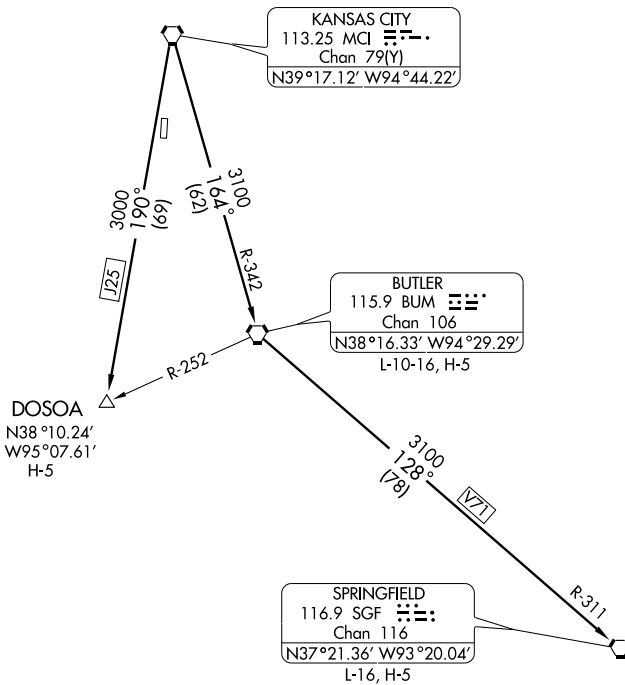 KANSAS CITY
113.25 MCI
Chan 79(Y)
N39°17.12' W94°44.22'
3000
190°
(69)
J25
3100
164°
(62)
R-342
BUTLER
115.9 BUM
Chan 106
N38°16.33' W94°29.29'
L-10-16, H-5
R-252
DOSOA
N38°10.24'
W95°07.61'
H-5
3100
128°
(78)
V71
R-311
SPRINGFIELD
116.9 SGF
Chan 116
N37°21.36' W93°20.04'
L-16, H-5